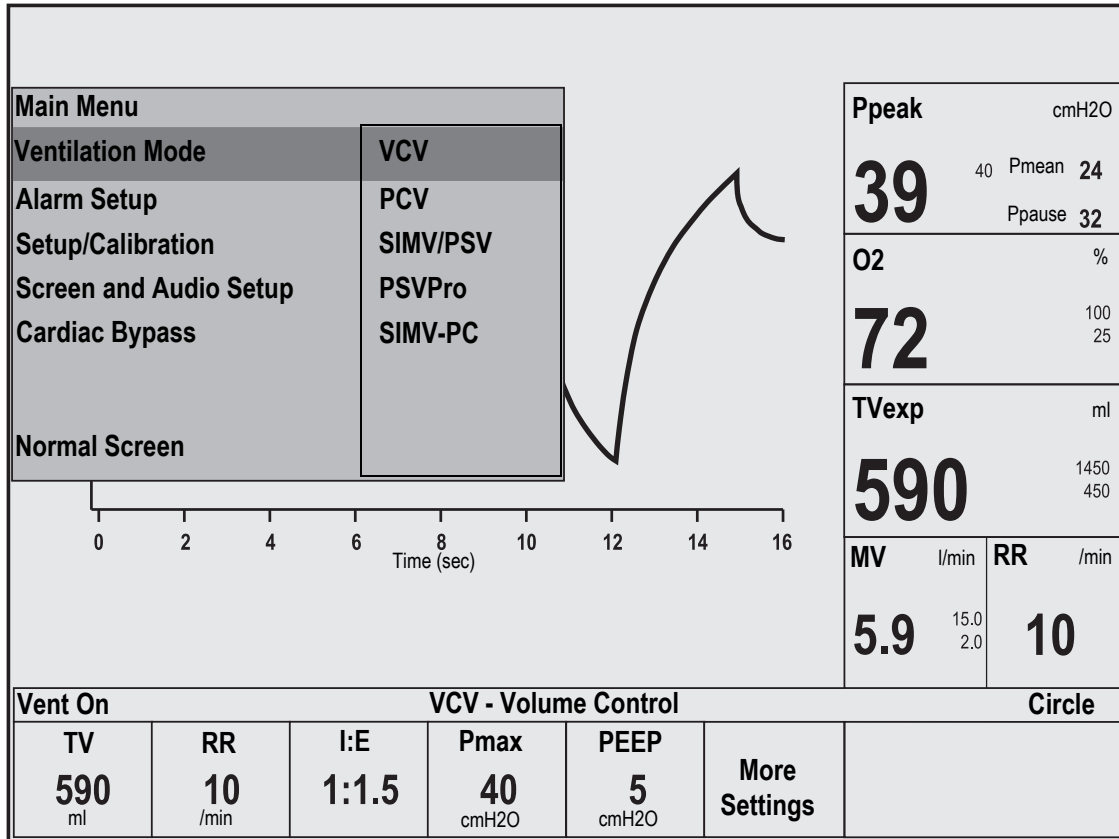 Main Menu
Ventilation Mode VCV
Alarm Setup PCV
Setup/Calibration SIMV/PSV
Screen and Audio Setup PSVPro
Cardiac Bypass SIMV-PC
Normal Screen
0 2 4 6 8 10 12 14 16
Time (sec)
Ppeak cmH2O
39 40 Pmean 24
Ppause 32
O2 %
72 100
25
TVexp ml
590 1450
450
MV l/min RR /min
5.9 15.0 10
2.0
Vent On VCV - Volume Control Circle
TV RR I:E Pmax PEEP More
590 10 1:1.5 40 5 Settings
ml /min cmH2O cmH2O